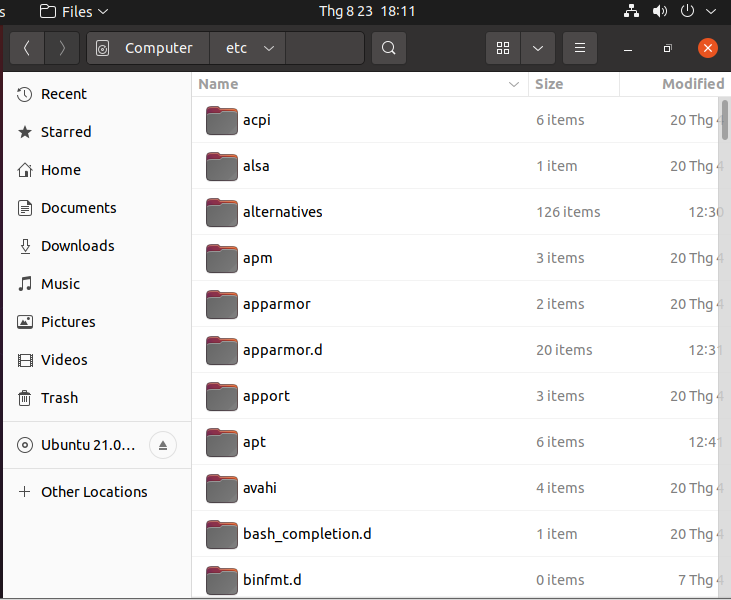 s Files Thg 8 23 18:11
Computer etc
Name Size Modified
Recent
Starred
Home
Documents
Downloads
Music
Pictures
Videos
Trash
Ubuntu 21.0…
Other Locations
acpi 6 items 20 Thg 4
alsa 1 item 20 Thg 4
alternatives 126 items 12:30
apm 3 items 20 Thg 4
apparmor 2 items 20 Thg 4
apparmor.d 20 items 12:31
apport 3 items 20 Thg 4
apt 6 items 12:41
avahi 4 items 20 Thg 4
bash_completion.d 1 item 20 Thg 4
binfmt.d 0 items 7 Thg 4